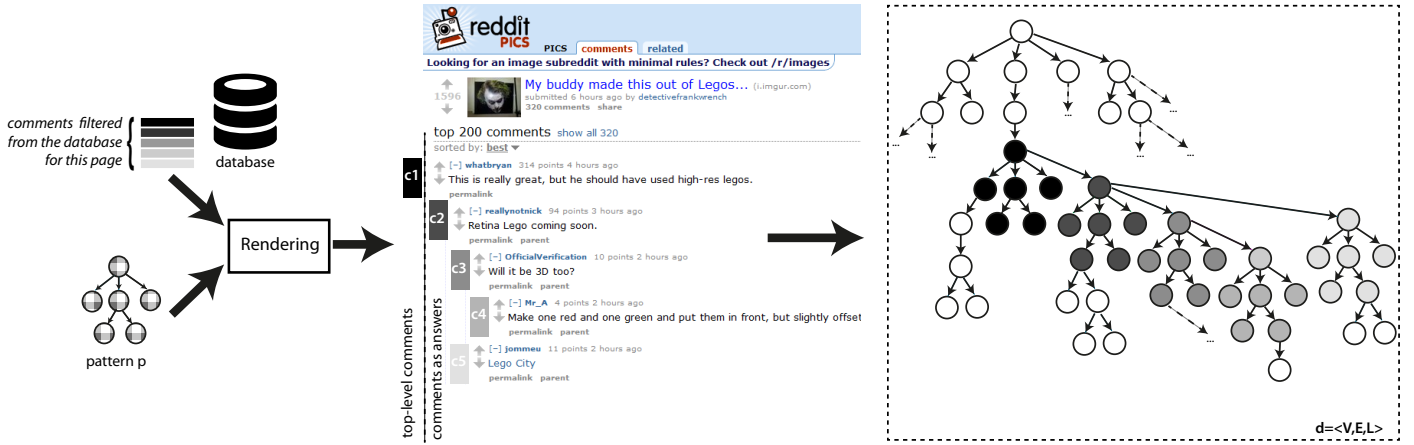 comments filtered
from the database
for this page
database
pattern p
Rendering
reddit
PICS
PICS comments related
Looking for an image subreddit with minimal rules? Check out /r/images
1596
My buddy made this out of Legos... (i.imgur.com)
submitted 6 hours ago by detectivefrankwrench
320 comments share
top 200 comments show all 320
sorted by: best
top-level comments
comments as answers
c1
[–] whatbryan 314 points 4 hours ago
This is really great, but he should have used high-res legos.
permalink
c2
[–] reallynotnick 94 points 3 hours ago
Retina Lego coming soon.
permalink parent
c3
[–] OfficialVerification 10 points 2 hours ago
Will it be 3D too?
permalink parent
c4
[–] Mr_A 4 points 2 hours ago
Make one red and one green and put them in front, but slightly offset
permalink parent
c5
[–] jommeu 11 points 2 hours ago
Lego City
permalink parent
...
...
...
...
...
...
...
d=<V,E,L>